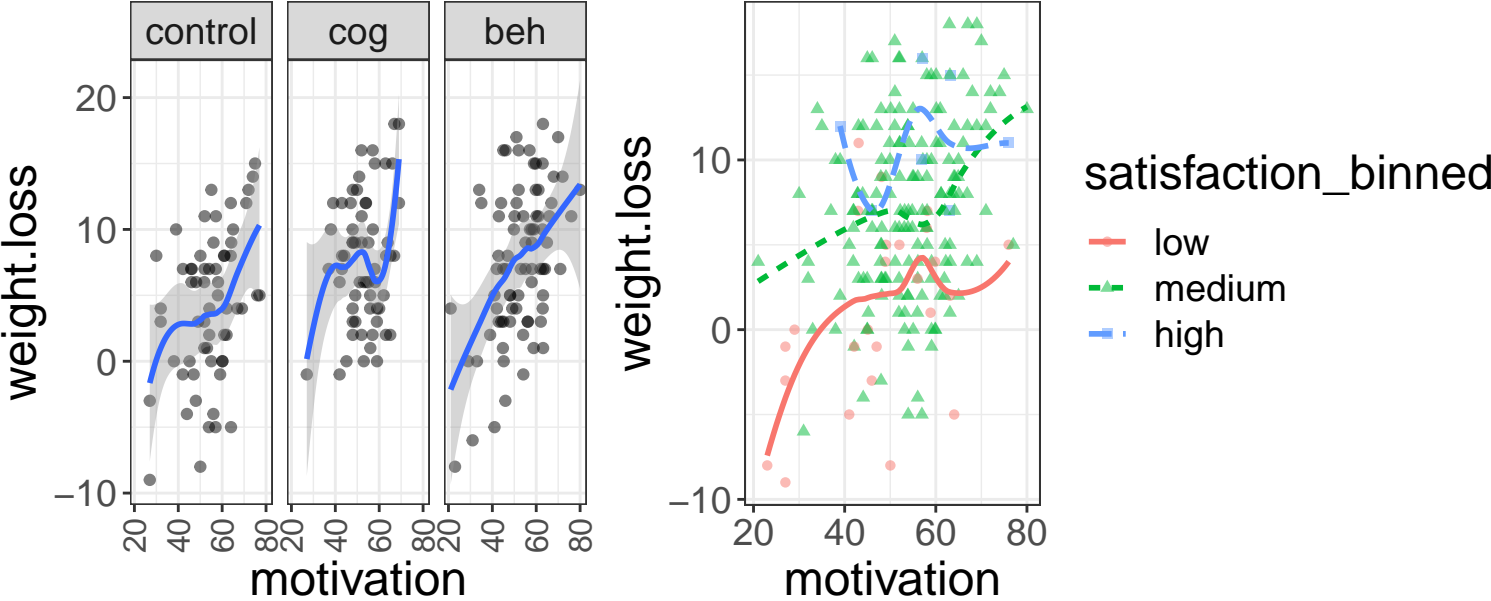 control cog beh
20
10
0
−10
weight.loss
20 40 60 80 20 40 60 80 20 40 60 80
motivation
10
0
−10
weight.loss
20 40 60 80
motivation
satisfaction_binned
low
medium
high